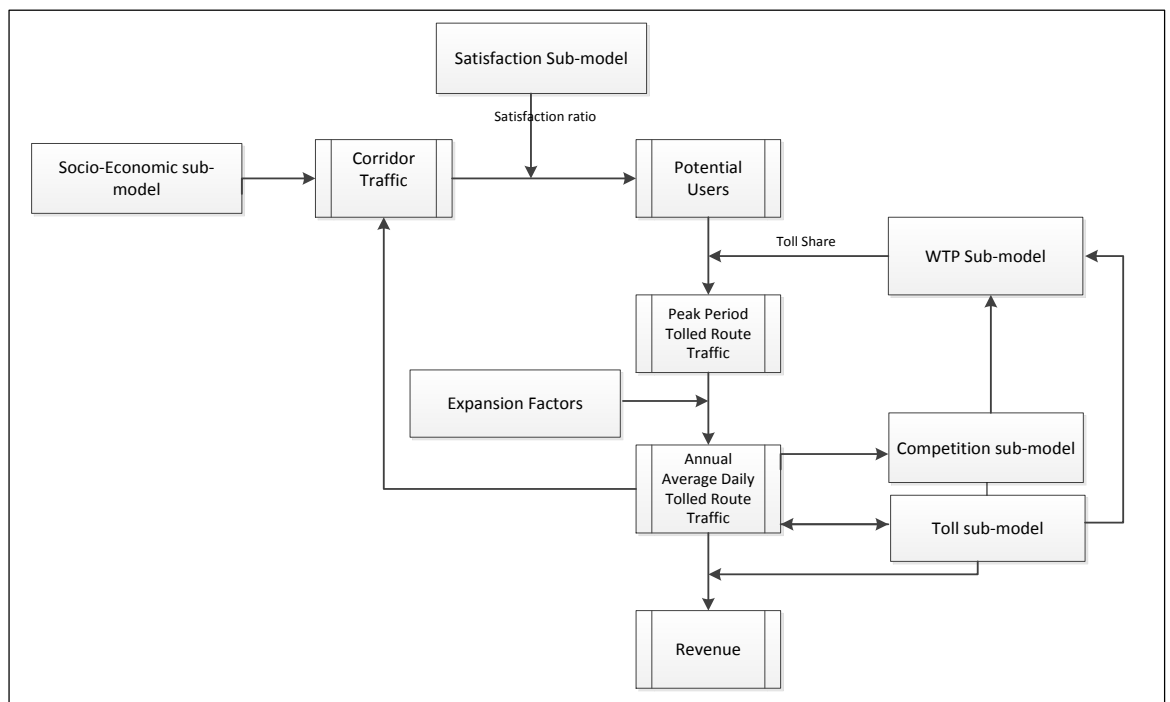 Satisfaction Sub-model
Satisfaction ratio
Socio-Economic sub-
model
Corridor
Traffic
Potential
Users
Toll Share
WTP Sub-model
Peak Period
Tolled Route
Traffic
Expansion Factors
Competition sub-model
Annual
Average Daily
Tolled Route
Traffic
Toll sub-model
Revenue